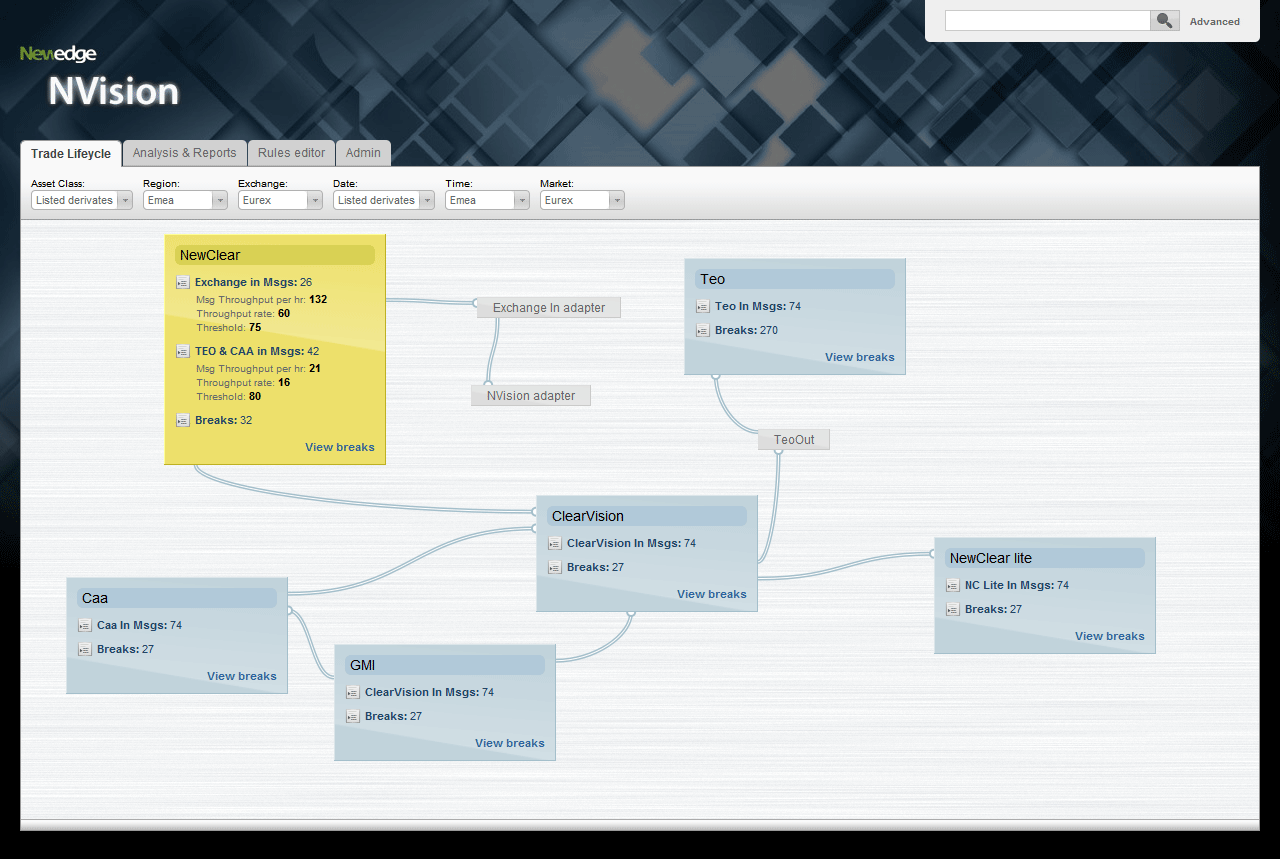 Advanced
Newedge
NVision
Trade Lifeycle
Analysis & Reports
Rules editor
Admin
Asset Class:
Region:
Exchange:
Date:
Time:
Market:
Listed derivates
Emea
Eurex
Listed derivates
Emea
Eurex
NewClear
Exchange in Msgs: 26
Msg Throughput per hr: 132
Throughput rate: 60
Threshold: 75
TEO & CAA in Msgs: 42
Msg Throughput per hr: 21
Throughput rate: 16
Threshold: 80
Breaks: 32
View breaks
Exchange In adapter
NVision adapter
Teo
Teo In Msgs: 74
Breaks: 270
View breaks
TeoOut
ClearVision
ClearVision In Msgs: 74
Breaks: 27
View breaks
NewClear lite
NC Lite In Msgs: 74
Breaks: 27
View breaks
Caa
Caa In Msgs: 74
Breaks: 27
View breaks
GMI
ClearVision In Msgs: 74
Breaks: 27
View breaks